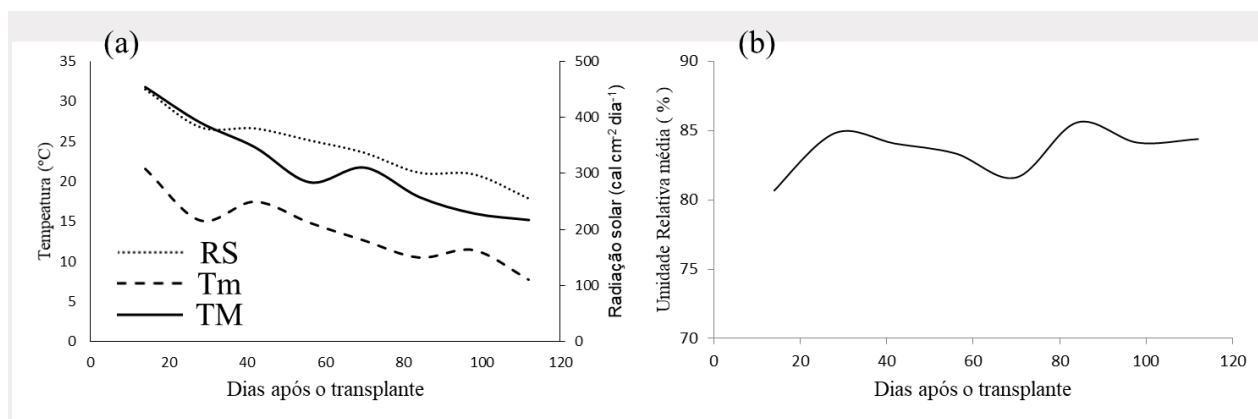 (a)
35
30
25
20
15
10
5
0
Tempeatura (ºC)
500
400
300
200
100
0
Radiação solar (cal cm⁻² dia⁻¹)
RS
Tm
TM
0 20 40 60 80 100 120
Dias após o transplante
(b)
90
85
80
75
70
Umidade Relativa média ( % )
0 20 40 60 80 100 120
Dias após o transplante